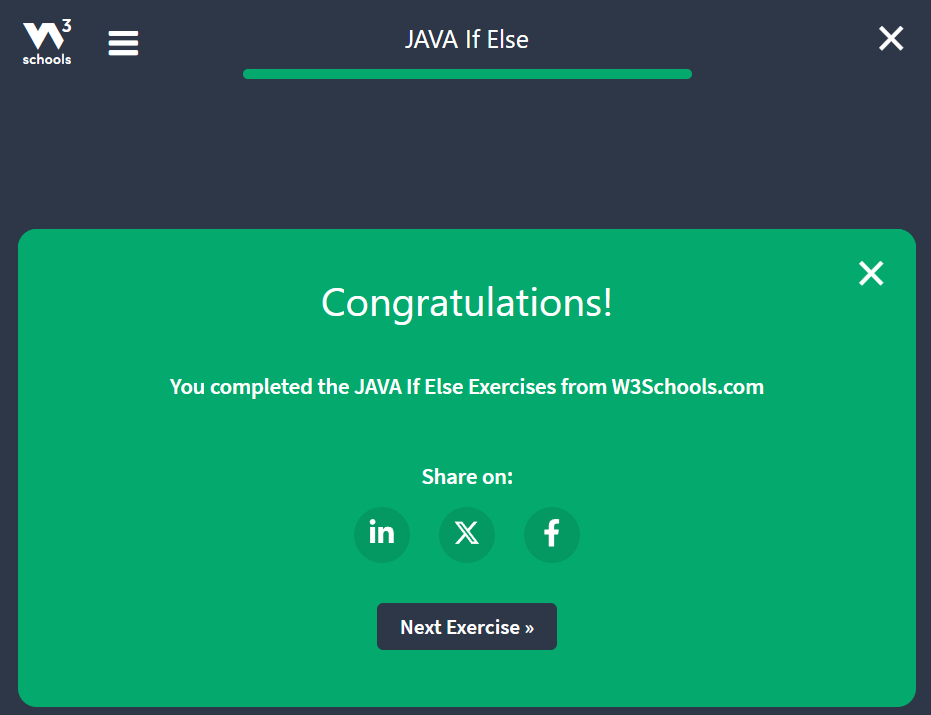 W3 schools
JAVA If Else
Congratulations!
You completed the JAVA If Else Exercises from W3Schools.com
Share on:
in X f
Next Exercise »